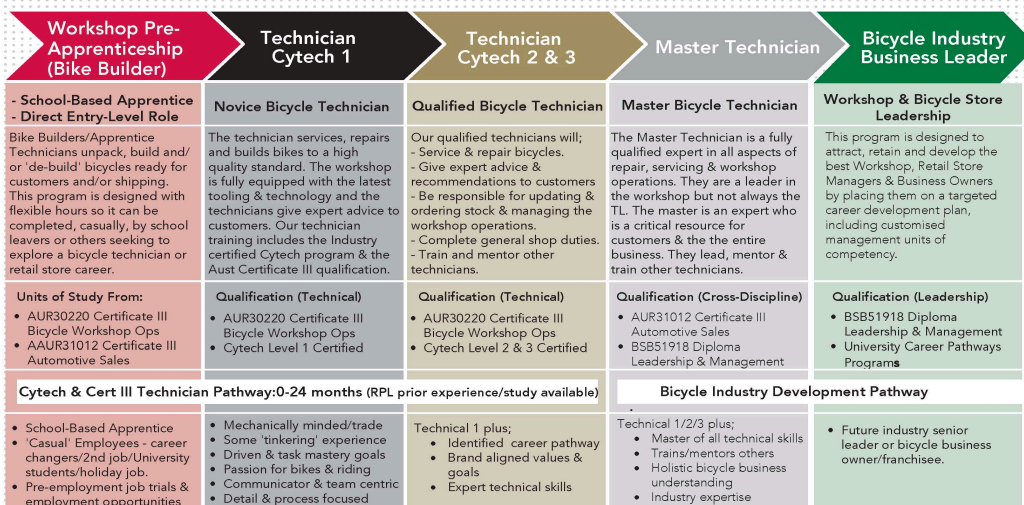 Workshop Pre-
Apprenticeship
(Bike Builder)
Technician
Cytech 1
Technician
Cytech 2 & 3
Master Technician
Bicycle Industry
Business Leader
- School-Based Apprentice
- Direct Entry-Level Role
Novice Bicycle Technician
Qualified Bicycle Technician
Master Bicycle Technician
Workshop & Bicycle Store
Leadership
Bike Builders/Apprentice
Technicians unpack, build and/
or 'de-build' bicycles ready for
customers and/or shipping.
This program is designed with
flexible hours so it can be
completed, casually, by school
leavers or others seeking to
explore a bicycle technician or
retail store career.
The technician services, repairs
and builds bikes to a high
quality standard. The workshop
is fully equipped with the latest
tooling & technology and the
technicians give expert advice to
customers. Our technician
training includes the Industry
certified Cytech program & the
Aust Certificate III qualification.
Our qualified technicians will;
- Service & repair bicycles.
- Give expert advice &
recommendations to customers
- Be responsible for updating &
ordering stock & managing the
workshop operations.
- Complete general shop duties.
- Train and mentor other
technicians.
The Master Technician is a fully
qualified expert in all aspects of
repair, servicing & workshop
operations. They are a leader in
the workshop but not always the
TL. The master is an expert who
is a critical resource for
customers & the the entire
business. They lead, mentor &
train other technicians.
This program is designed to
attract, retain and develop the
best Workshop, Retail Store
Managers & Business Owners
by placing them on a targeted
career development plan,
including customised
management units of
competency.
Units of Study From:
• AUR30220 Certificate III
Bicycle Workshop Ops
• AAUR31012 Certificate III
Automotive Sales
Qualification (Technical)
• AUR30220 Certificate III
Bicycle Workshop Ops
• Cytech Level 1 Certified
Qualification (Technical)
• AUR30220 Certificate III
Bicycle Workshop Ops
• Cytech Level 2 & 3 Certified
Qualification (Cross-Discipline)
• AUR31012 Certificate III
Automotive Sales
• BSB51918 Diploma
Leadership & Management
Qualification (Leadership)
• BSB51918 Diploma
Leadership & Management
• University Career Pathways
Programs
Cytech & Cert III Technician Pathway:0-24 months (RPL prior experience/study available)
Bicycle Industry Development Pathway
• School-Based Apprentice
• 'Casual' Employees - career
changers/2nd job/University
students/holiday job.
• Pre-employment job trials &
employment opportunities
• Mechanically minded/trade
• Some 'tinkering' experience
• Driven & task mastery goals
• Passion for bikes & riding
• Communicator & team centric
• Detail & process focused
Technical 1 plus;
• Identified career pathway
• Brand aligned values &
goals
• Expert technical skills
Technical 1/2/3 plus;
• Master of all technical skills
• Trains/mentors others
• Holistic bicycle business
understanding
• Industry expertise
• Future industry senior
leader or bicycle business
owner/franchisee.